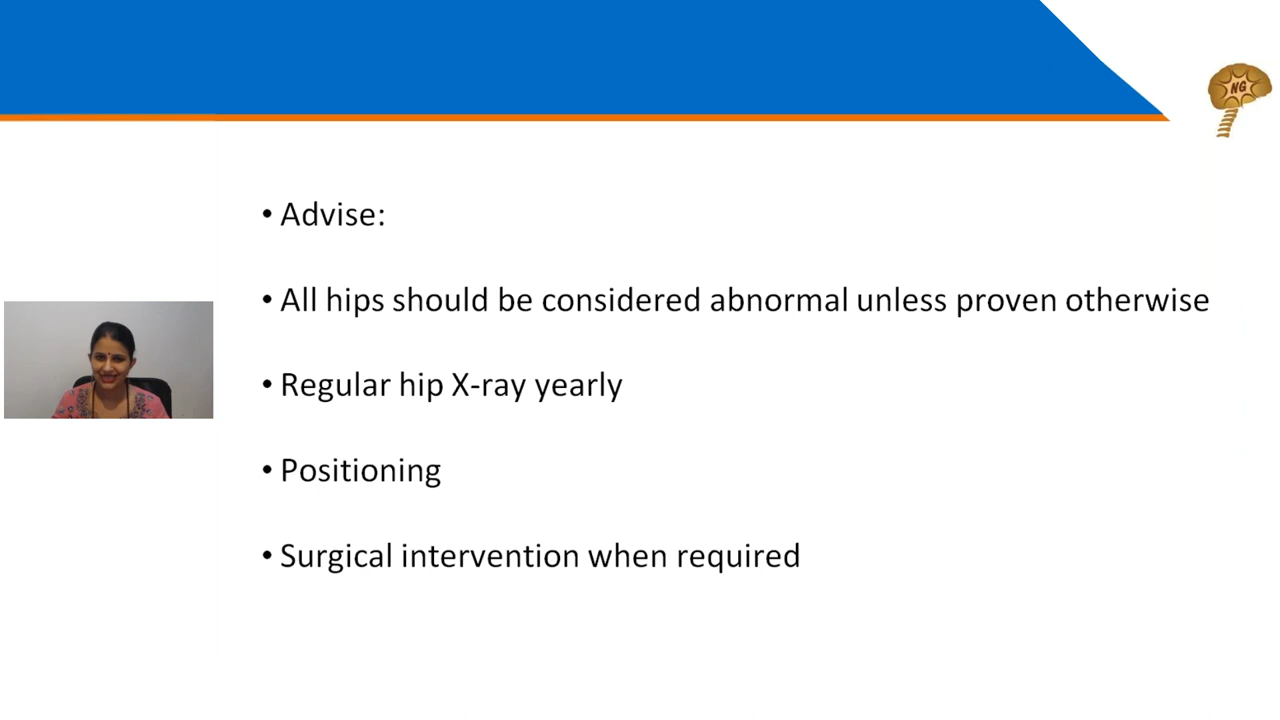 NG
• Advise:
• All hips should be considered abnormal unless proven otherwise
• Regular hip X-ray yearly
• Positioning
• Surgical intervention when required